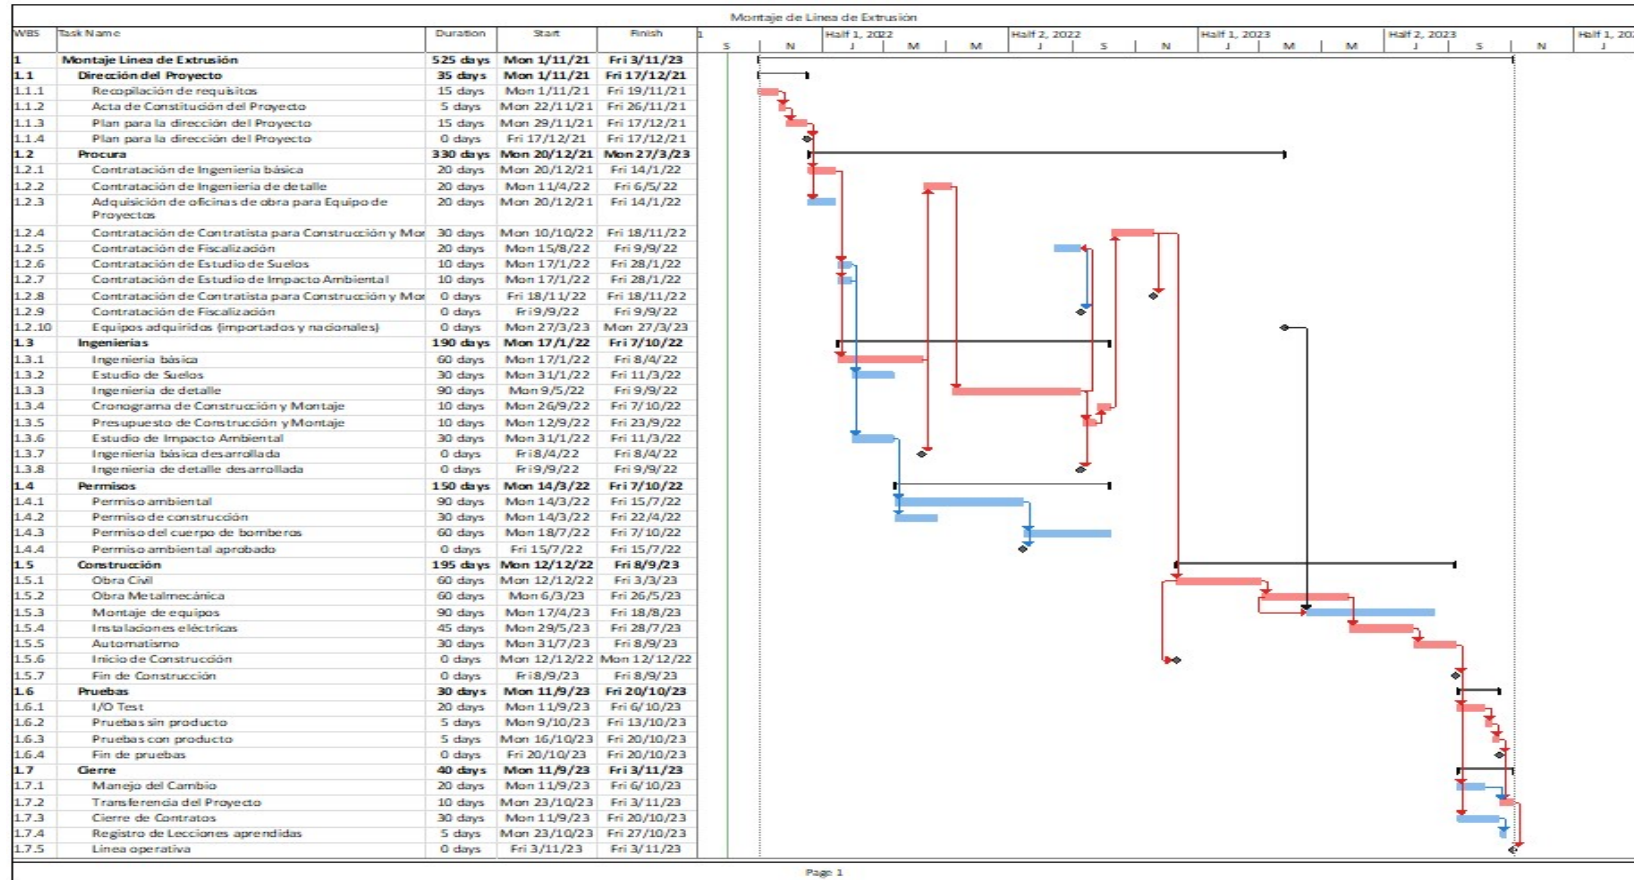 Montaje de Línea de Extrusión
WBS Task Name Duration Start Finish 1 Half 1, 2022 Half 2, 2022 Half 1, 2023 Half 2, 2023 Half 1, 202
S N J M M J S N J M M J S N J
1 Montaje Línea de Extrusión 525 days Mon 1/11/21 Fri 3/11/23
1.1 Dirección del Proyecto 35 days Mon 1/11/21 Fri 17/12/21
1.1.1 Recopilación de requisitos 15 days Mon 1/11/21 Fri 19/11/21
1.1.2 Acta de Constitución del Proyecto 5 days Mon 22/11/21 Fri 26/11/21
1.1.3 Plan para la dirección del Proyecto 15 days Mon 29/11/21 Fri 17/12/21
1.1.4 Plan para la dirección del Proyecto 0 days Fri 17/12/21 Fri 17/12/21
1.2 Procura 330 days Mon 20/12/21 Mon 27/3/23
1.2.1 Contratación de Ingeniería básica 20 days Mon 20/12/21 Fri 14/1/22
1.2.2 Contratación de Ingeniería de detalle 20 days Mon 11/4/22 Fri 6/5/22
1.2.3 Adquisición de oficinas de obra para Equipo de 20 days Mon 20/12/21 Fri 14/1/22
Proyectos
1.2.4 Contratación de Contratista para Construcción y Mon 30 days Mon 10/10/22 Fri 18/11/22
1.2.5 Contratación de Fiscalización 20 days Mon 15/8/22 Fri 9/9/22
1.2.6 Contratación de Estudio de Suelos 10 days Mon 17/1/22 Fri 28/1/22
1.2.7 Contratación de Estudio de Impacto Ambiental 10 days Mon 17/1/22 Fri 28/1/22
1.2.8 Contratación de Contratista para Construcción y Mon 0 days Fri 18/11/22 Fri 18/11/22
1.2.9 Contratación de Fiscalización 0 days Fri 9/9/22 Fri 9/9/22
1.2.10 Equipos adquiridos (importados y nacionales) 0 days Mon 27/3/23 Mon 27/3/23
1.3 Ingenierías 190 days Mon 17/1/22 Fri 7/10/22
1.3.1 Ingeniería básica 60 days Mon 17/1/22 Fri 8/4/22
1.3.2 Estudio de Suelos 30 days Mon 31/1/22 Fri 11/3/22
1.3.3 Ingeniería de detalle 90 days Mon 9/5/22 Fri 9/9/22
1.3.4 Cronograma de Construcción y Montaje 10 days Mon 26/9/22 Fri 7/10/22
1.3.5 Presupuesto de Construcción y Montaje 10 days Mon 12/9/22 Fri 23/9/22
1.3.6 Estudio de Impacto Ambiental 30 days Mon 31/1/22 Fri 11/3/22
1.3.7 Ingeniería básica desarrollada 0 days Fri 8/4/22 Fri 8/4/22
1.3.8 Ingeniería de detalle desarrollada 0 days Fri 9/9/22 Fri 9/9/22
1.4 Permisos 150 days Mon 14/3/22 Fri 7/10/22
1.4.1 Permiso ambiental 90 days Mon 14/3/22 Fri 15/7/22
1.4.2 Permiso de construcción 30 days Mon 14/3/22 Fri 22/4/22
1.4.3 Permiso del cuerpo de bomberos 60 days Mon 18/7/22 Fri 7/10/22
1.4.4 Permiso ambiental aprobado 0 days Fri 15/7/22 Fri 15/7/22
1.5 Construcción 195 days Mon 12/12/22 Fri 8/9/23
1.5.1 Obra Civil 60 days Mon 12/12/22 Fri 3/3/23
1.5.2 Obra Metalmecánica 60 days Mon 6/3/23 Fri 26/5/23
1.5.3 Montaje de equipos 90 days Mon 17/4/23 Fri 18/8/23
1.5.4 Instalaciones eléctricas 45 days Mon 29/5/23 Fri 28/7/23
1.5.5 Automatismo 30 days Mon 31/7/23 Fri 8/9/23
1.5.6 Inicio de Construcción 0 days Mon 12/12/22 Mon 12/12/22
1.5.7 Fin de Construcción 0 days Fri 8/9/23 Fri 8/9/23
1.6 Pruebas 30 days Mon 11/9/23 Fri 20/10/23
1.6.1 I/O Test 20 days Mon 11/9/23 Fri 6/10/23
1.6.2 Pruebas sin producto 5 days Mon 9/10/23 Fri 13/10/23
1.6.3 Pruebas con producto 5 days Mon 16/10/23 Fri 20/10/23
1.6.4 Fin de pruebas 0 days Fri 20/10/23 Fri 20/10/23
1.7 Cierre 40 days Mon 11/9/23 Fri 3/11/23
1.7.1 Manejo del Cambio 20 days Mon 11/9/23 Fri 6/10/23
1.7.2 Transferencia del Proyecto 10 days Mon 23/10/23 Fri 3/11/23
1.7.3 Cierre de Contratos 30 days Mon 11/9/23 Fri 20/10/23
1.7.4 Registro de Lecciones aprendidas 5 days Mon 23/10/23 Fri 27/10/23
1.7.5 Línea operativa 0 days Fri 3/11/23 Fri 3/11/23
Page 1